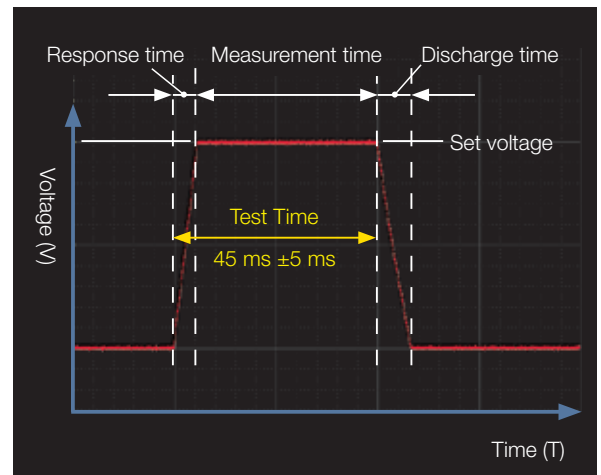 Response time
Measurement time
Discharge time
Set voltage
Voltage (V)
Test Time
45 ms ±5 ms
Time (T)